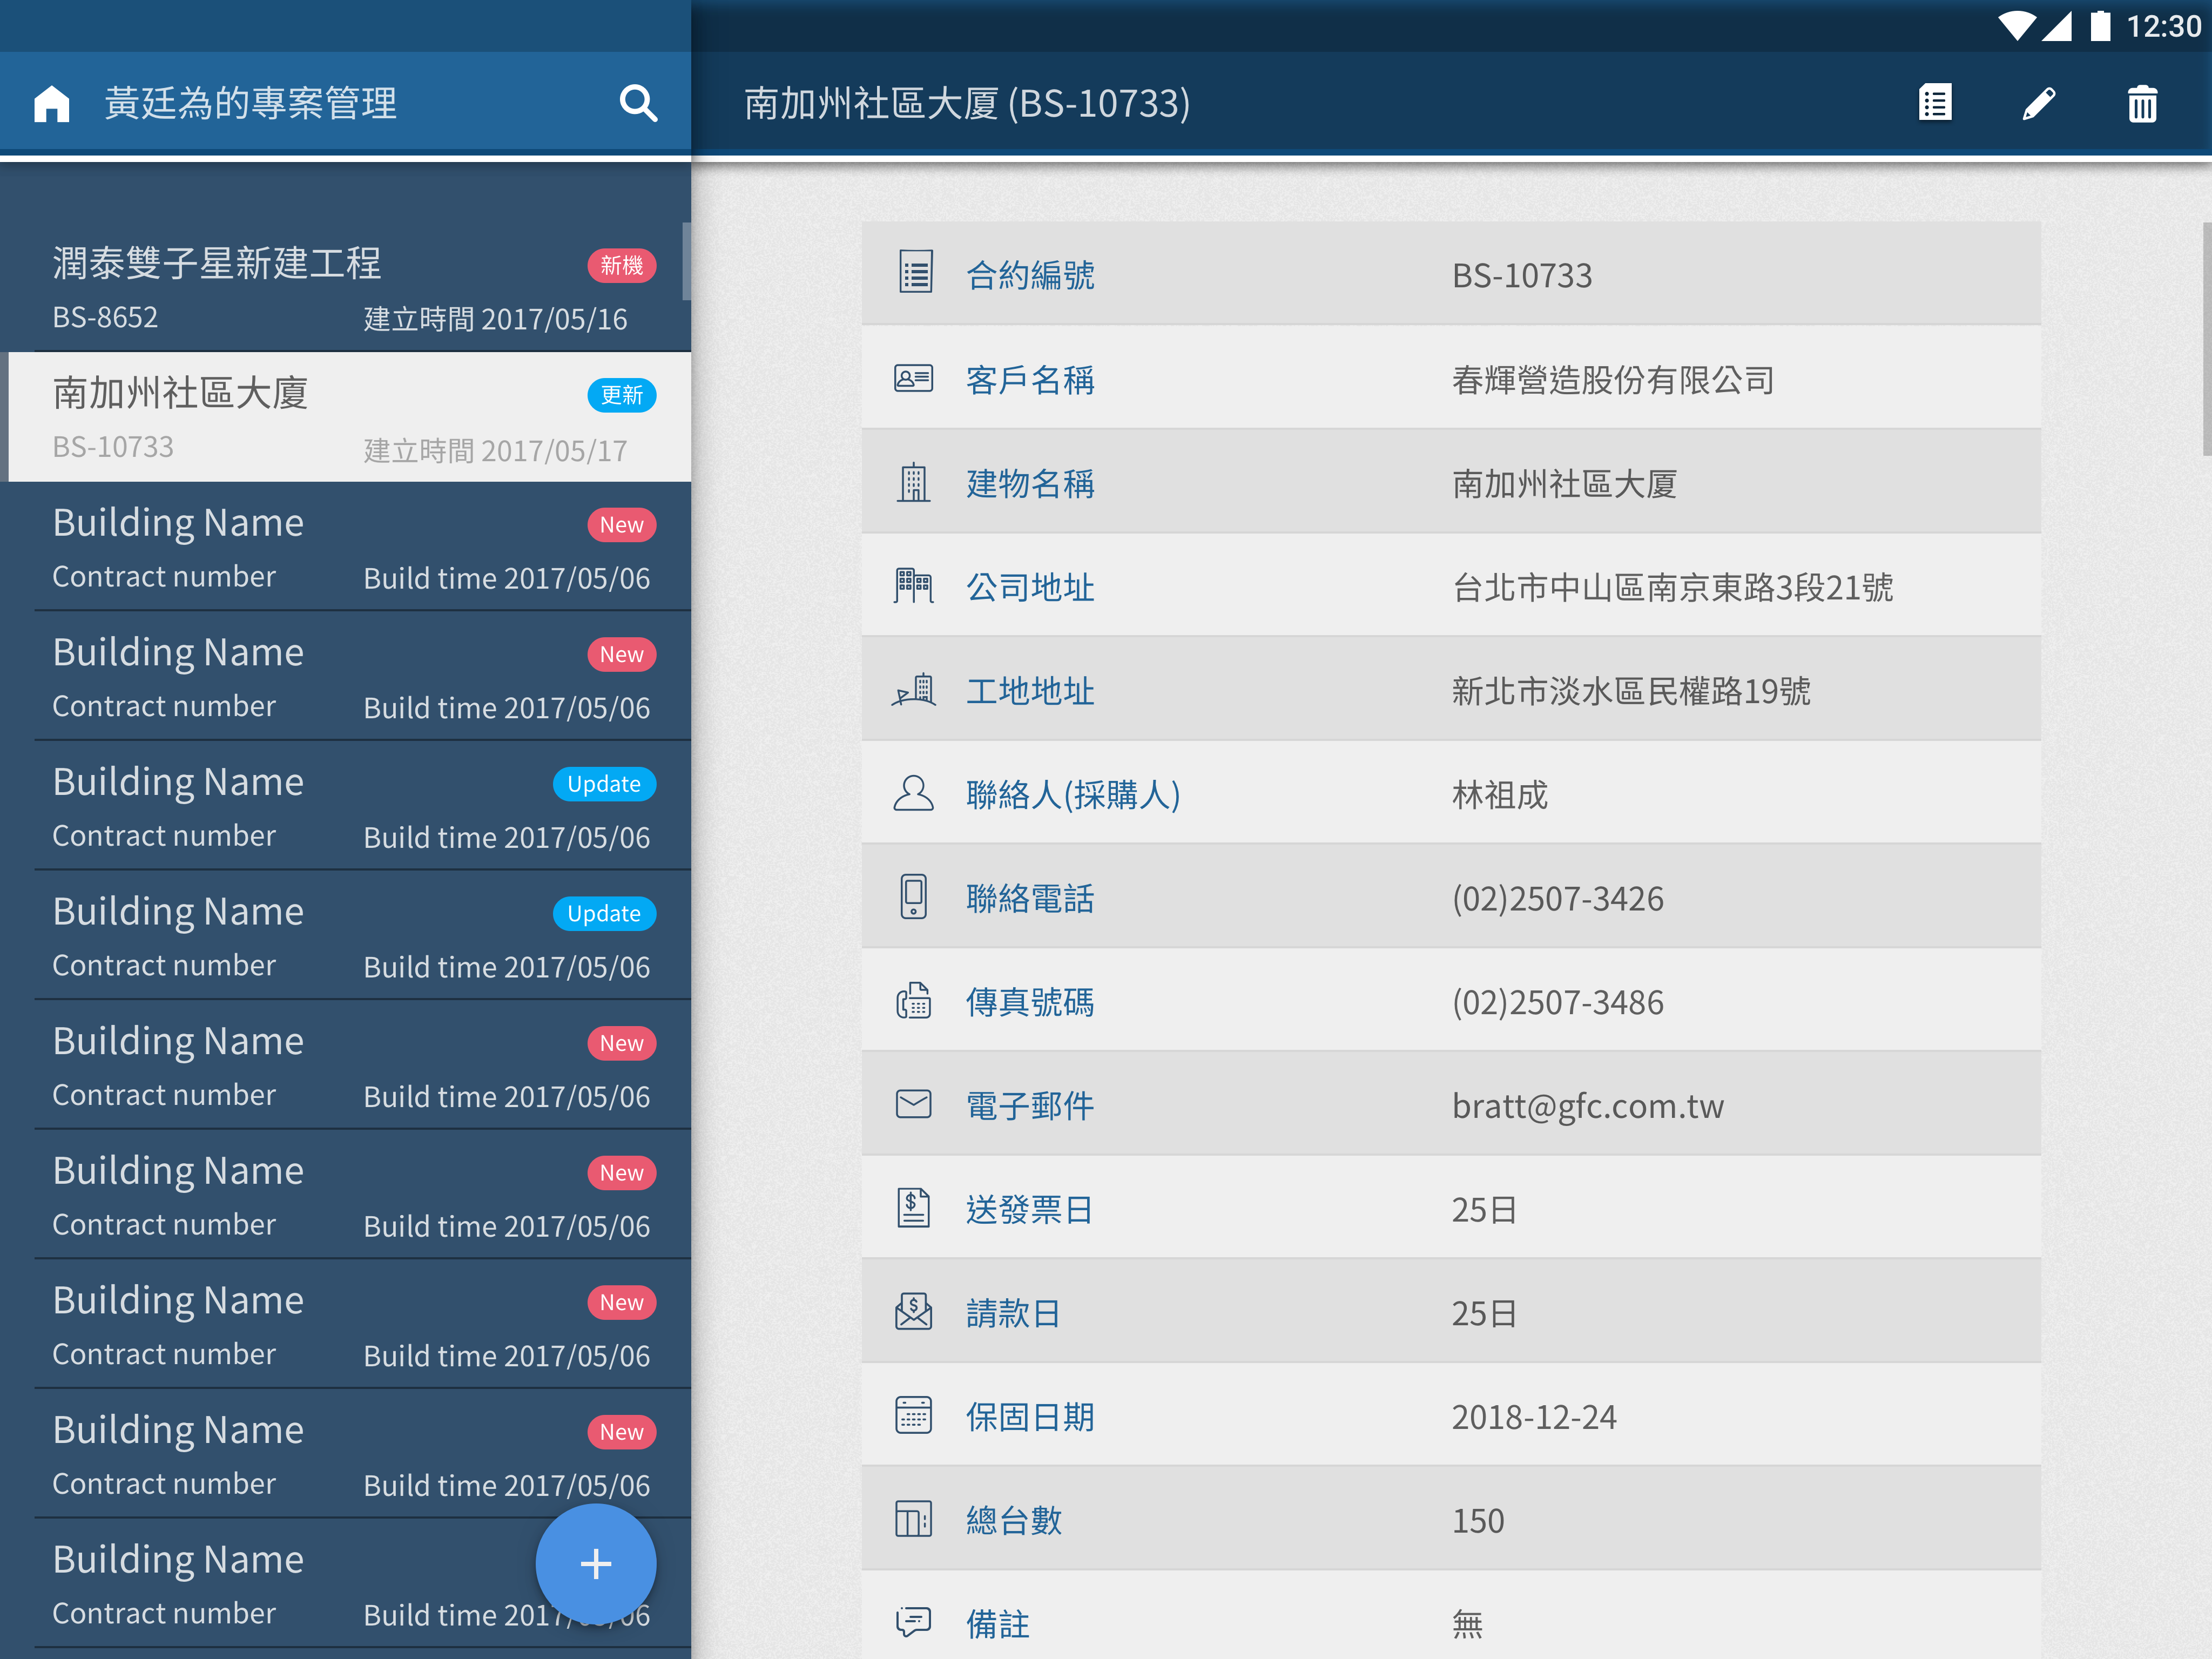 12:30
黃廷為的專案管理
潤泰雙子星新建工程 新機
BS-8652 建立時間 2017/05/16
南加州社區大廈 更新
BS-10733 建立時間 2017/05/17
Building Name New
Contract number Build time 2017/05/06
Building Name New
Contract number Build time 2017/05/06
Building Name Update
Contract number Build time 2017/05/06
Building Name Update
Contract number Build time 2017/05/06
Building Name New
Contract number Build time 2017/05/06
Building Name New
Contract number Build time 2017/05/06
Building Name New
Contract number Build time 2017/05/06
Building Name New
Contract number Build time 2017/05/06
Building Name
Contract number Build time
南加州社區大厦 (BS-10733)
合約編號 BS-10733
客戶名稱 春輝營造股份有限公司
建物名稱 南加州社區大厦
公司地址 台北市中山區南京東路3段21號
工地地址 新北市淡水區民權路19號
聯絡人(採購人) 林祖成
聯絡電話 (02)2507-3426
傳真號碼 (02)2507-3486
電子郵件 bratt@gfc.com.tw
送發票日 25日
請款日 25日
保固日期 2018-12-24
總台數 150
備註 無